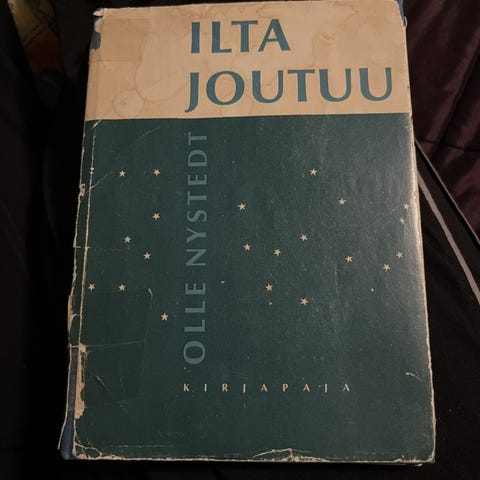 ILTA
JOUTUU
OLLE NYSTEDT
KIRJAPAJA